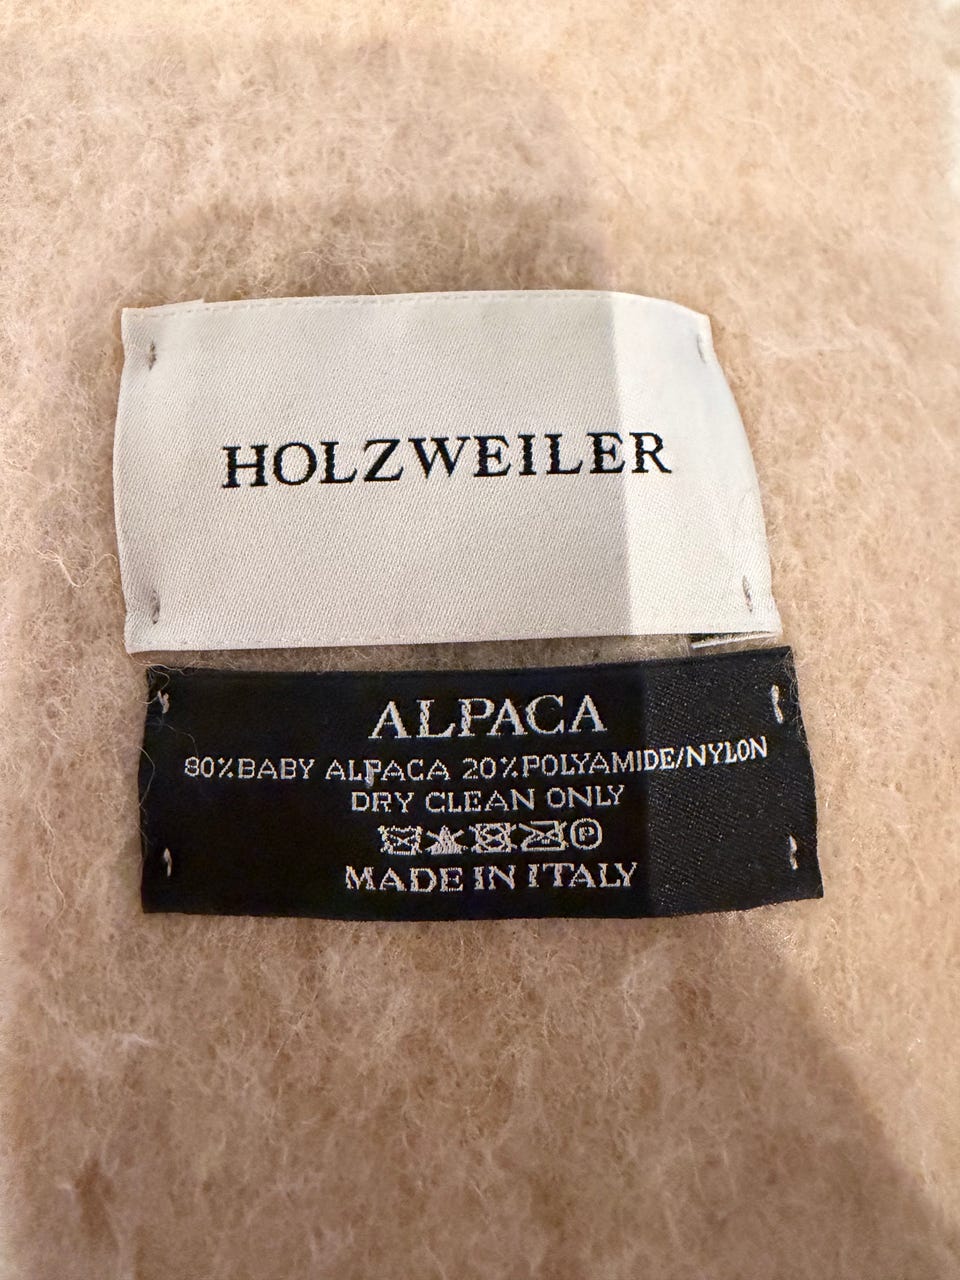 HOLZWEILER
ALPACA
80%BABY ALPACA 20%POLYAMIDE/NYLON
DRY CLEAN ONLY
P
MADE IN ITALY